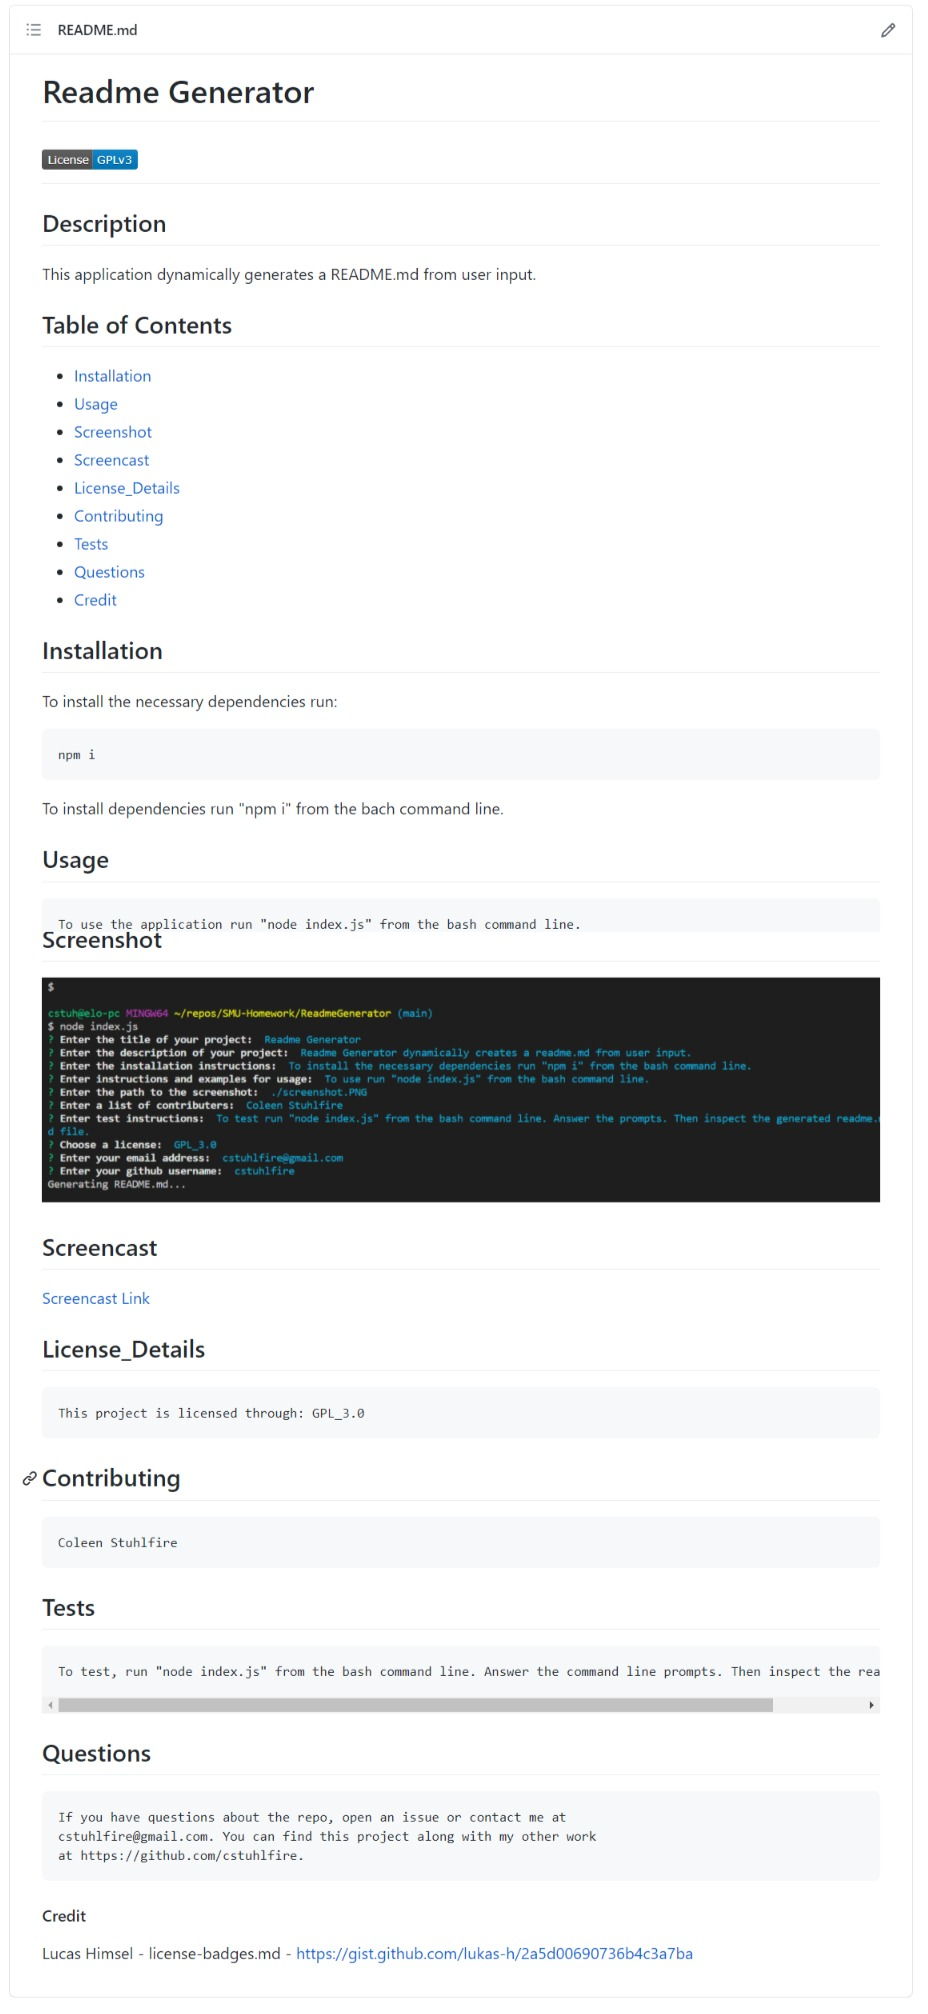 README.md
Readme Generator
License GPLv3
Description
This application dynamically generates a README.md from user input.
Table of Contents
Installation
Usage
Screenshot
Screencast
License_Details
Contributing
Tests
Questions
Credit
Installation
To install the necessary dependencies run:
npm i
To install dependencies run "npm i" from the bach command line.
Usage
To use the application run "node index.js" from the bash command line.
Screenshot
$
cstuh@elo-pc MINGW64 ~/repos/SMU-Homework/ReadmeGenerator (main)
$ node index.js
? Enter the title of your project: Readme Generator
? Enter the description of your project: Readme Generator dynamically creates a readme.md from user input.
? Enter the installation instructions: To install the necessary dependencies run "npm i" from the bash command line.
? Enter instructions and examples for usage: To use run "node index.js" from the bash command line.
? Enter the path to the screenshot: ./screenshot.PNG
? Enter a list of contributers: Coleen Stuhlfire
? Enter test instructions: To test run "node index.js" from the bash command line. Answer the prompts. Then inspect the generated readme.m
d file.
? Choose a license: GPL_3.0
? Enter your email address: cstuhlfire@gmail.com
? Enter your github username: cstuhlfire
Generating README.md...
Screencast
Screencast Link
License_Details
This project is licensed through: GPL_3.0
Contributing
Coleen Stuhlfire
Tests
To test, run "node index.js" from the bash command line. Answer the command line prompts. Then inspect the rea
Questions
If you have questions about the repo, open an issue or contact me at
cstuhlfire@gmail.com. You can find this project along with my other work
at https://github.com/cstuhlfire.
Credit
Lucas Himsel - license-badges.md - https://gist.github.com/lukas-h/2a5d00690736b4c3a7ba